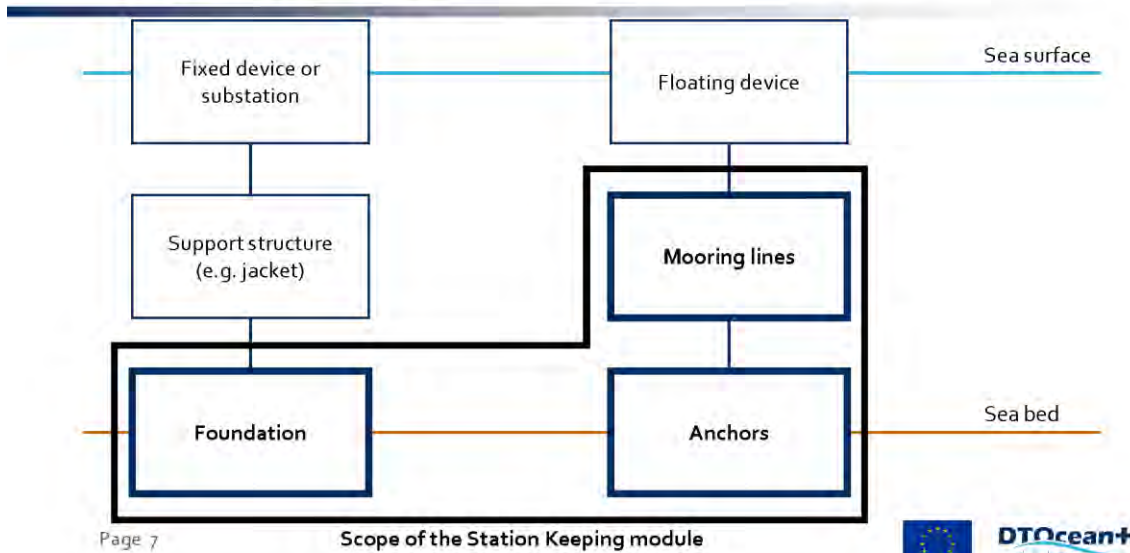 Fixed device or
substation
Floating device
Sea surface
Support structure
(e.g. jacket)
Mooring lines
Foundation
Anchors
Sea bed
Page 7
Scope of the Station Keeping module
DTOcean+